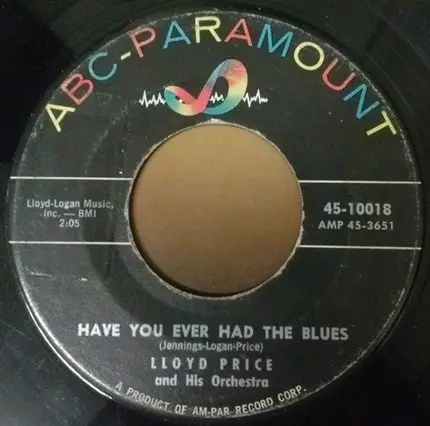 ABC-PARAMOUNT
Lloyd-Logan Music,
Inc. — BMI
2:05
45-10018
AMP 45-3651
HAVE YOU EVER HAD THE BLUES
(Jennings-Logan-Price)
LLOYD PRICE
and His Orchestra
A PRODUCT OF AM-PAR RECORD CORP.